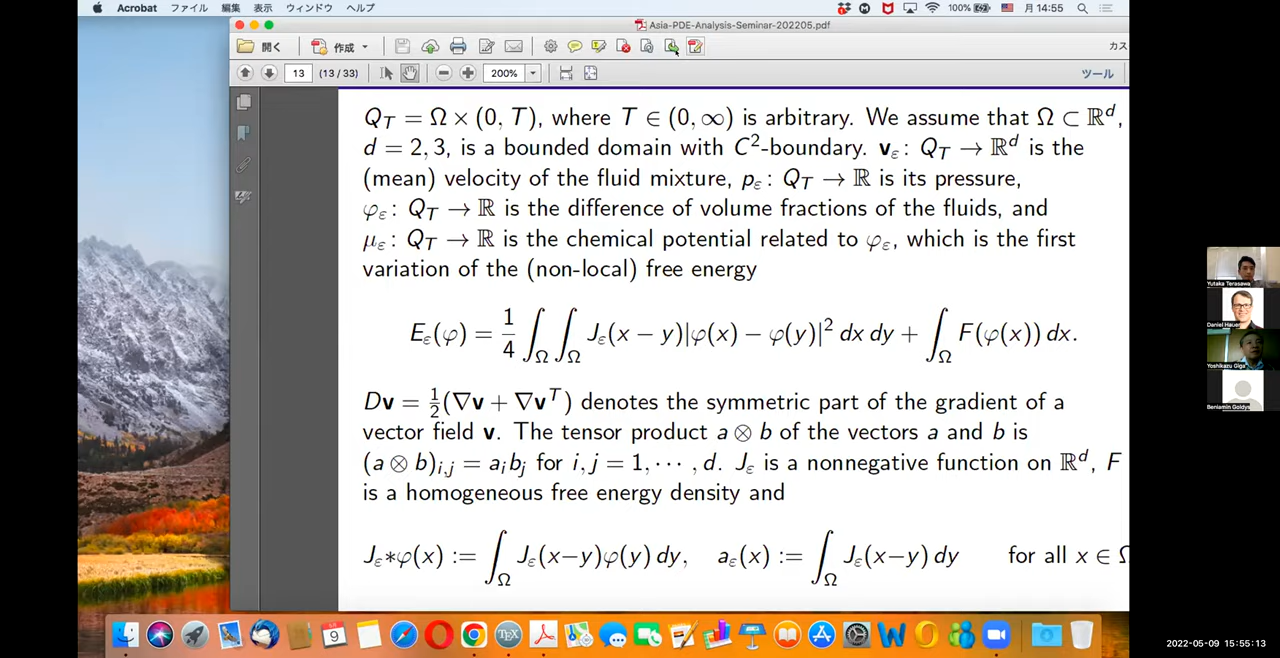 Acrobat ファイル 編集 表示 ウィンドウ ヘルプ 100% 月 14:55
Asia-PDE-Analysis-Seminar-202205.pdf
開く 作成 カス
13 (13 / 33) 200% ツール
Q_T = Ω × (0, T), where T ∈ (0, ∞) is arbitrary. We assume that Ω ⊂ ℝ^d,
d = 2, 3, is a bounded domain with C²-boundary. v_ε : Q_T → ℝ^d is the
(mean) velocity of the fluid mixture, p_ε : Q_T → ℝ is its pressure,
φ_ε : Q_T → ℝ is the difference of volume fractions of the fluids, and
μ_ε : Q_T → ℝ is the chemical potential related to φ_ε, which is the first
variation of the (non-local) free energy
E_ε(φ) = 1/4 ∫_Ω ∫_Ω J_ε(x − y)|φ(x) − φ(y)|² dx dy + ∫_Ω F(φ(x)) dx.
Dv = ½(∇v + ∇v^T) denotes the symmetric part of the gradient of a
vector field v. The tensor product a ⊗ b of the vectors a and b is
(a ⊗ b)_{i,j} = a_i b_j for i, j = 1, ⋯ , d. J_ε is a nonnegative function on ℝ^d, F
is a homogeneous free energy density and
J_ε∗φ(x) := ∫_Ω J_ε(x−y)φ(y) dy, a_ε(x) := ∫_Ω J_ε(x−y) dy for all x ∈ Ω
Yutaka Terasawa
Daniel Hauer
Yoshikazu Giga
Beniamin Goldys
9
TEX
2022-05-09 15:55:13